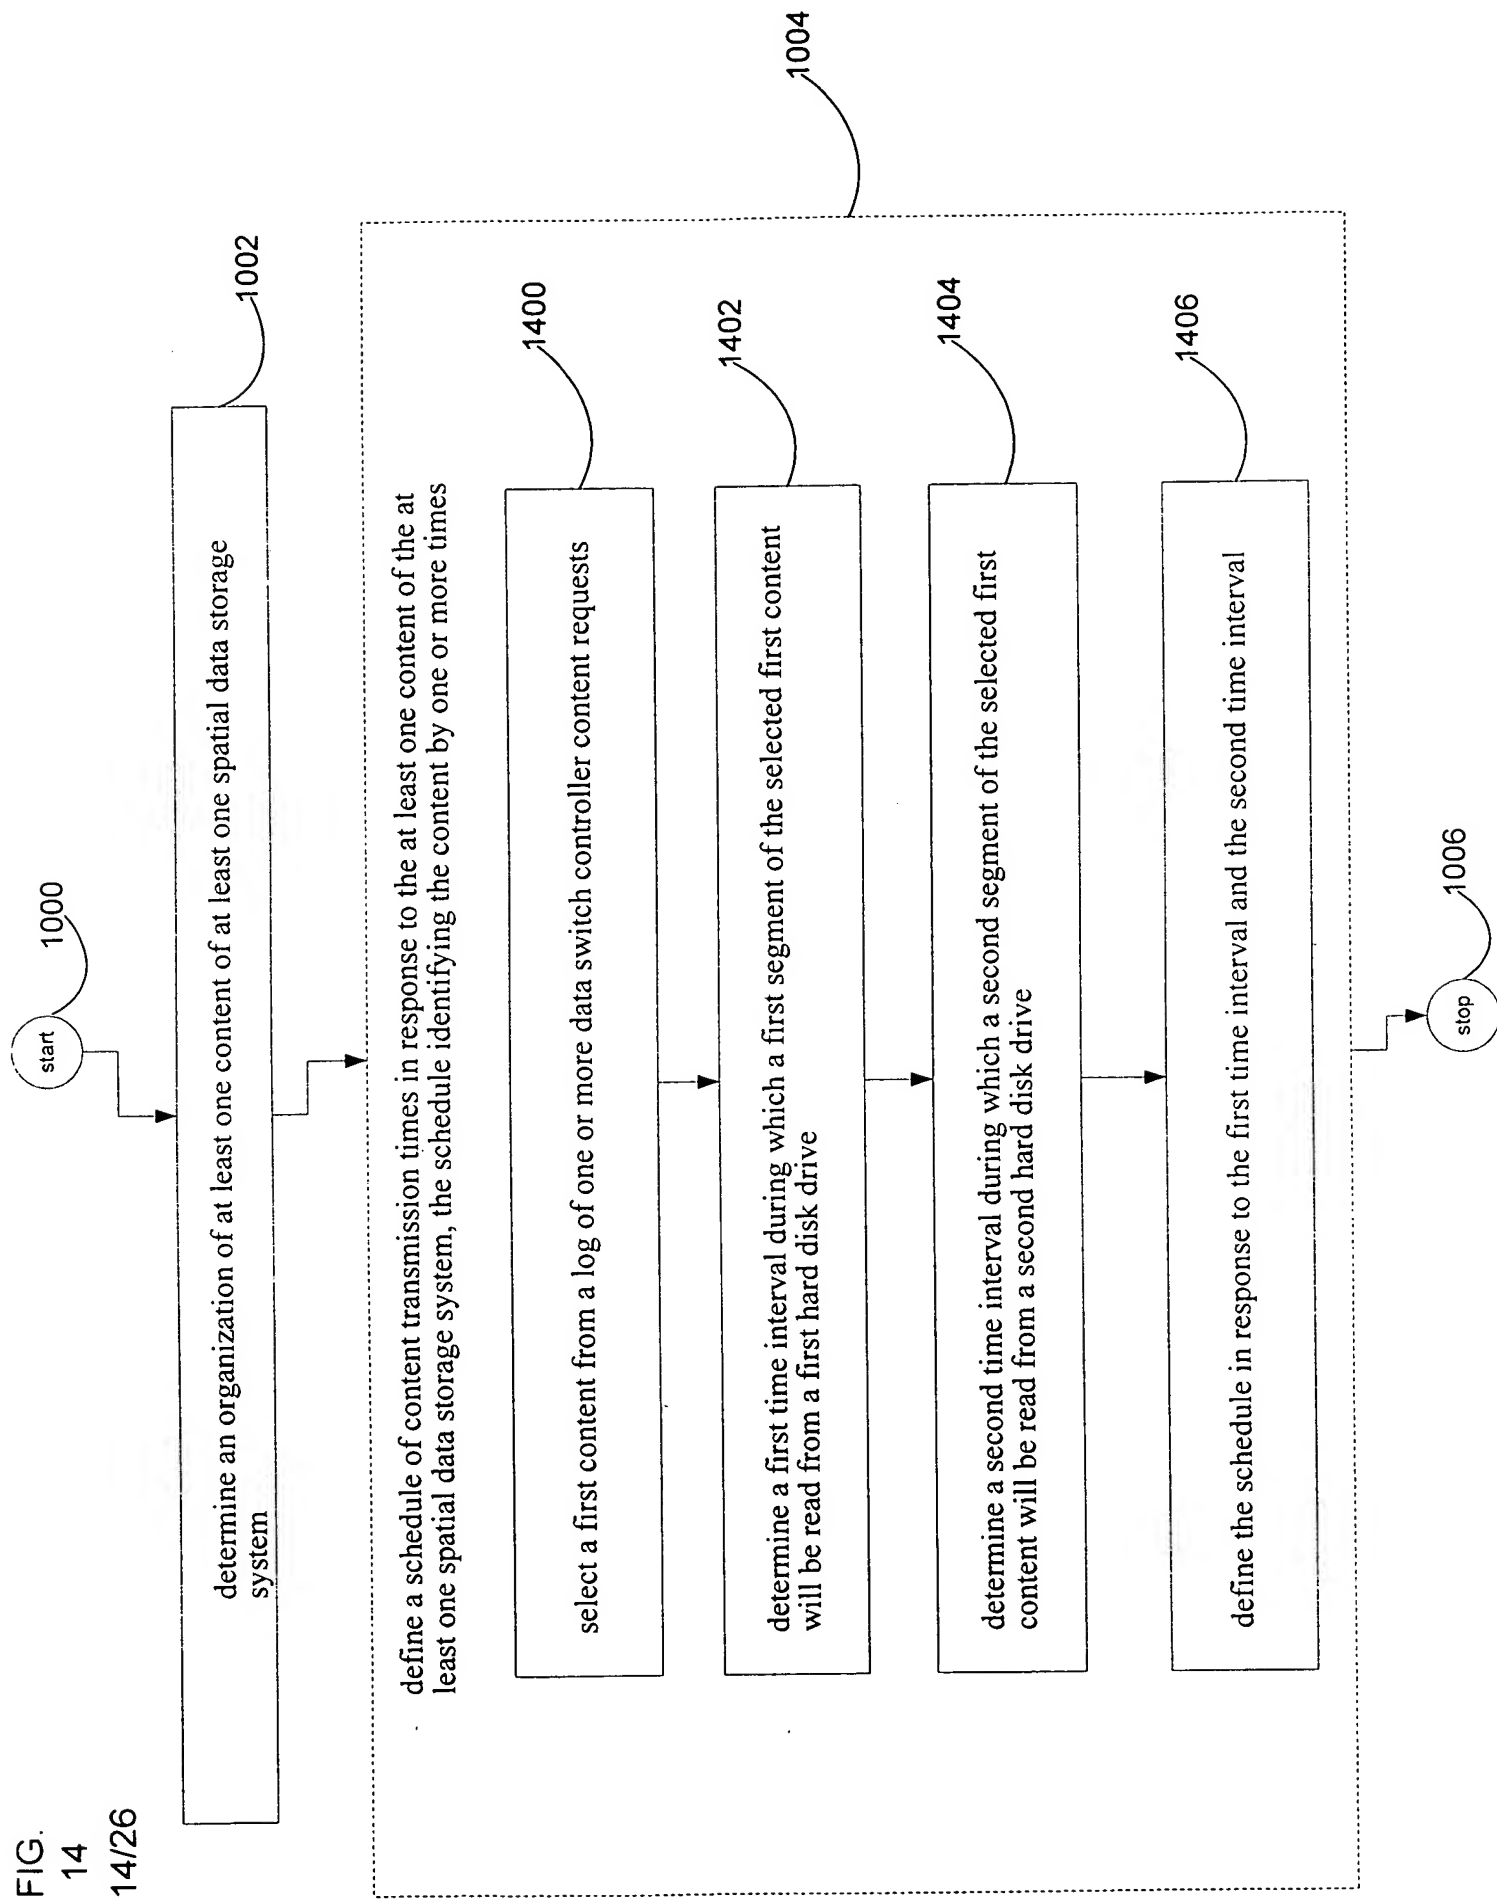 FIG.
14
14/26
start
1000
determine an organization of at least one content of at least one spatial data storage
system
1002
define a schedule of content transmission times in response to the at least one content of the at
least one spatial data storage system, the schedule identifying the content by one or more times
1004
select a first content from a log of one or more data switch controller content requests
1400
determine a first time interval during which a first segment of the selected first content
will be read from a first hard disk drive
1402
determine a second time interval during which a second segment of the selected first
content will be read from a second hard disk drive
1404
define the schedule in response to the first time interval and the second time interval
1406
stop
1006